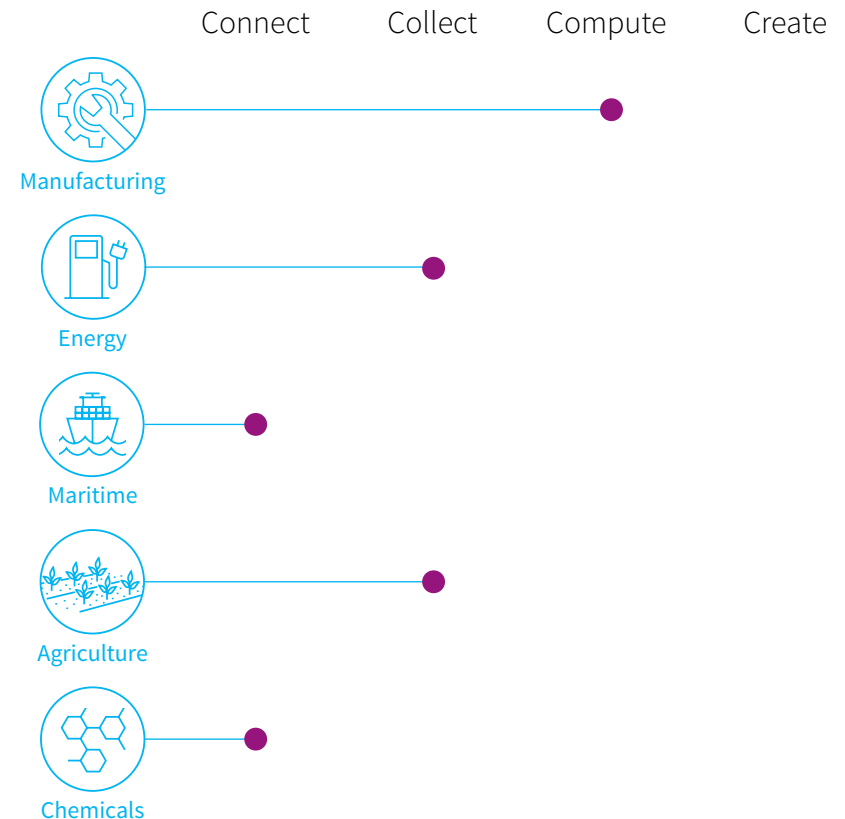 Connect Collect Compute Create
Manufacturing
Energy
Maritime
Agriculture
Chemicals